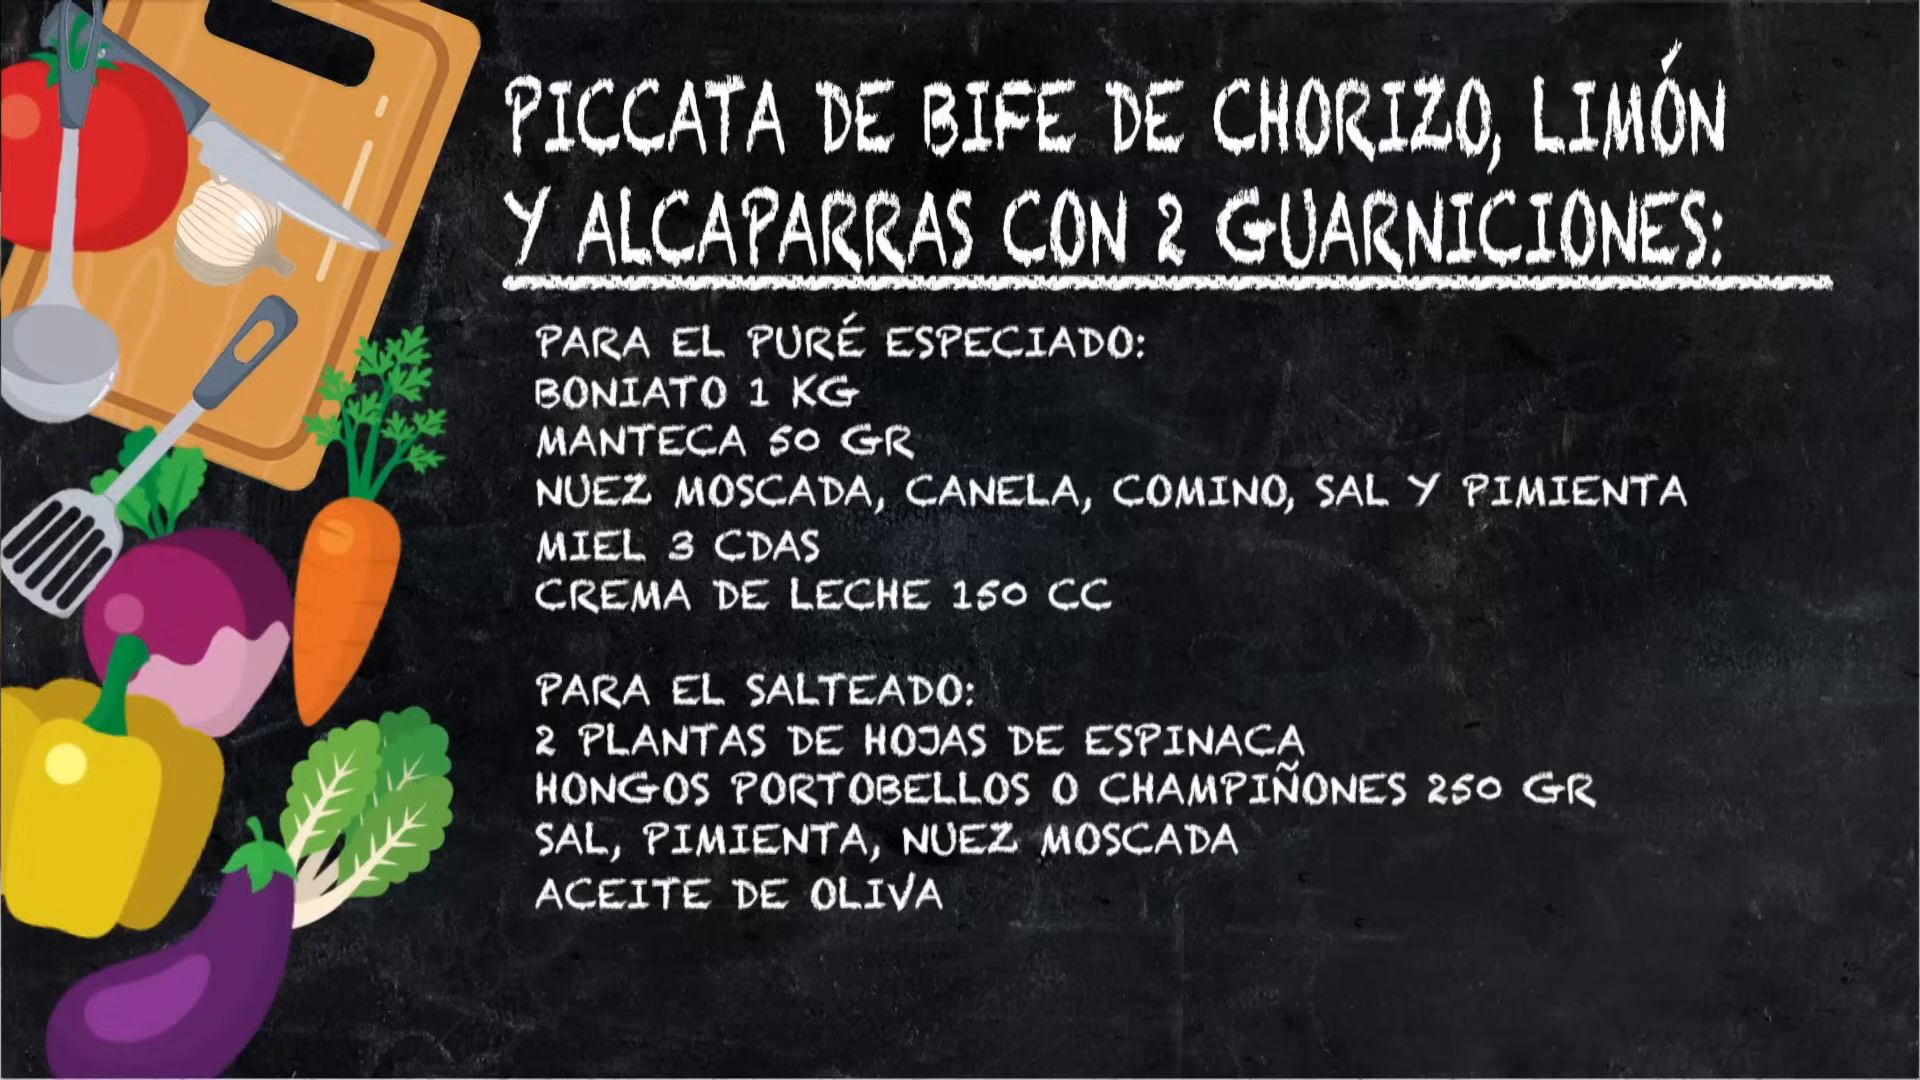 PICCATA DE BIFE DE CHORIZO, LIMÓN
Y ALCAPARRAS CON 2 GUARNICIONES:
PARA EL PURÉ ESPECIADO:
BONIATO 1 KG
MANTECA 50 GR
NUEZ MOSCADA, CANELA, COMINO, SAL Y PIMIENTA
MIEL 3 CDAS
CREMA DE LECHE 150 CC
PARA EL SALTEADO:
2 PLANTAS DE HOJAS DE ESPINACA
HONGOS PORTOBELLOS O CHAMPIÑONES 250 GR
SAL, PIMIENTA, NUEZ MOSCADA
ACEITE DE OLIVA